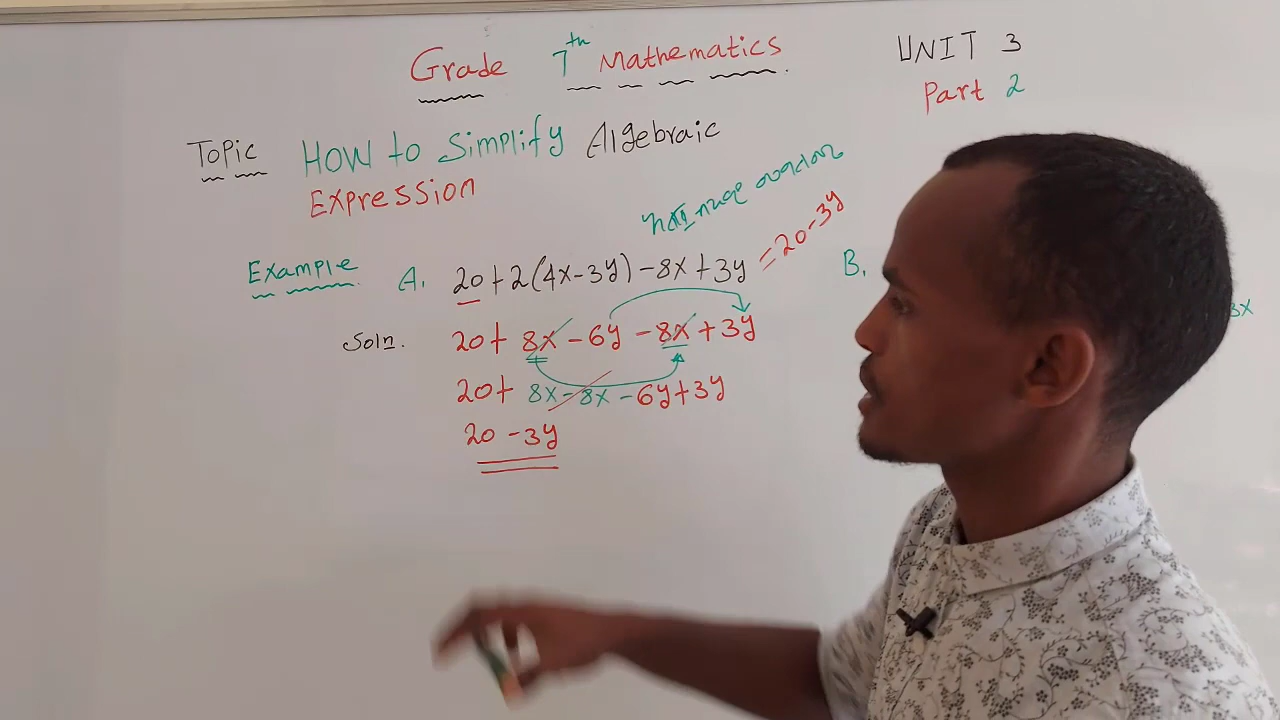 Grade 7th Mathematics
UNIT 3
Part 2
Topic How to Simplify Algebraic
Expression
Example A. 20+2(4x-3y)-8x+3y =20-3y
B.
Soln. 20+8x-6y-8x+3y
20+8x-8x-6y+3y
20-3y